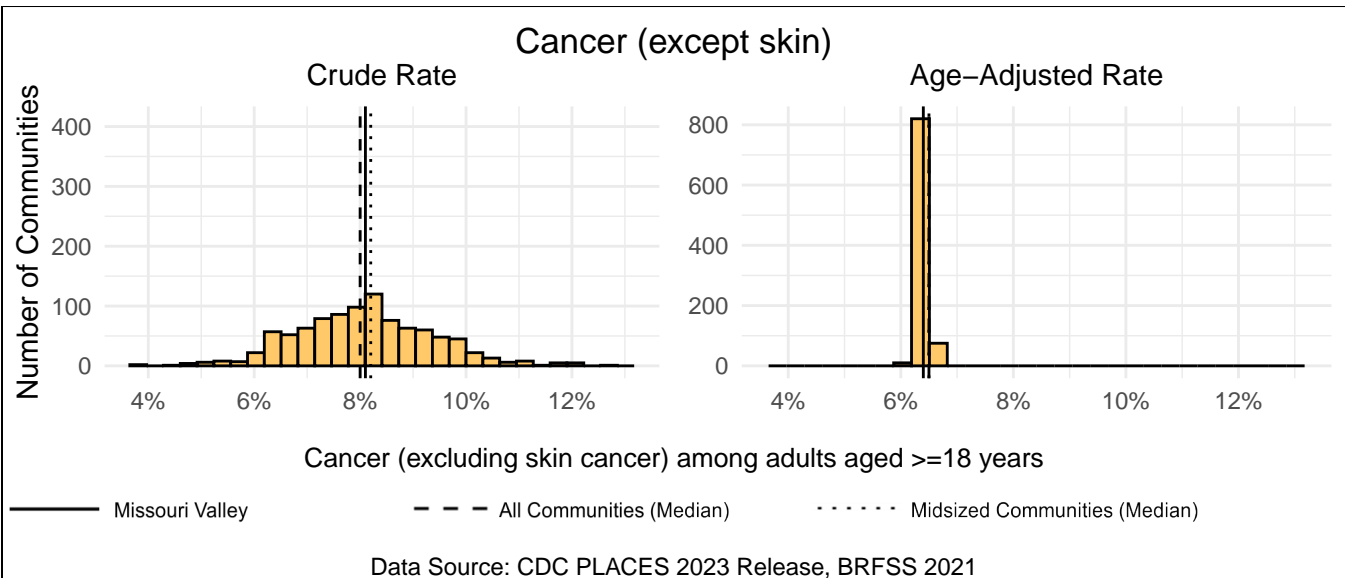 Cancer (except skin)
Crude Rate
Age−Adjusted Rate
Number of Communities
400
300
200
100
0
4%
6%
8%
10%
12%
800
600
400
200
0
4%
6%
8%
10%
12%
Cancer (excluding skin cancer) among adults aged >=18 years
Missouri Valley
All Communities (Median)
Midsized Communities (Median)
Data Source: CDC PLACES 2023 Release, BRFSS 2021